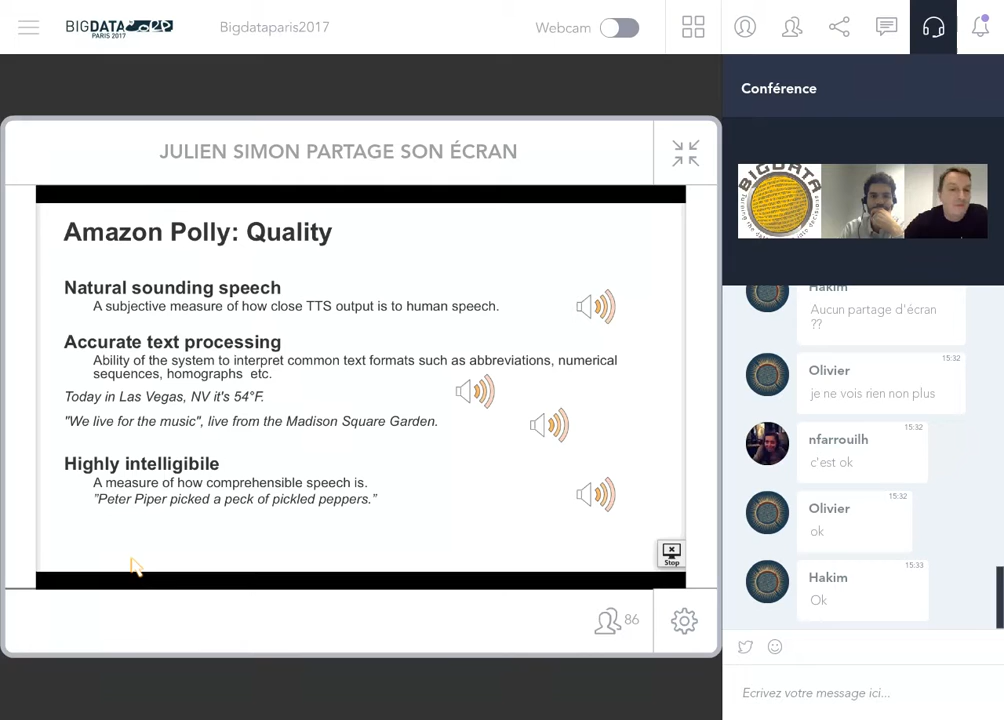 BIGDATA
PARIS 2017
Bigdataparis2017
Webcam
Conférence
JULIEN SIMON PARTAGE SON ÉCRAN
Amazon Polly: Quality
Natural sounding speech
A subjective measure of how close TTS output is to human speech.
Accurate text processing
Ability of the system to interpret common text formats such as abbreviations, numerical
sequences, homographs etc.
Today in Las Vegas, NV it's 54°F.
"We live for the music", live from the Madison Square Garden.
Highly intelligibile
A measure of how comprehensible speech is.
"Peter Piper picked a peck of pickled peppers."
Stop
86
BIGDATA
Hakim
Aucun partage d'écran
??
15:32
Olivier
je ne vois rien non plus
15:32
nfarrouilh
c'est ok
15:32
Olivier
ok
15:33
Hakim
Ok
Ecrivez votre message ici...